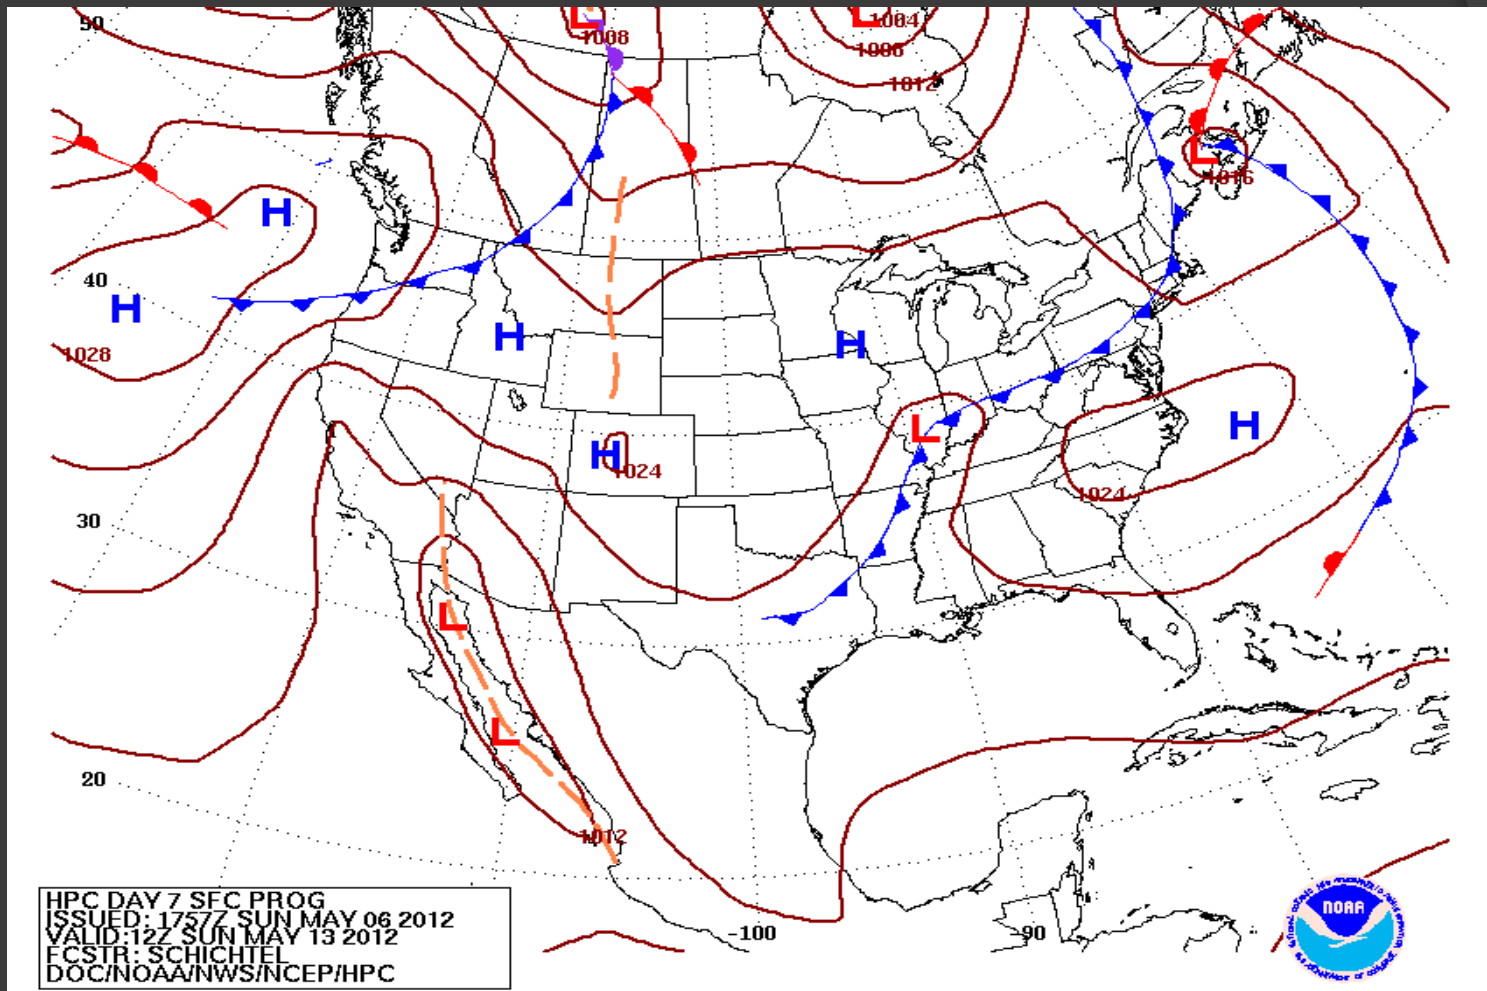 50
L
1008
L
1004
1008
1012
L
1016
H
40
H
1028
H
H
L
H
H
1024
1024
30
L
L
20
1012
-100
-90
HPC DAY 7 SFC PROG
ISSUED: 1757Z SUN MAY 06 2012
VALID:12Z SUN MAY 13 2012
FCSTR: SCHICHTEL
DOC/NOAA/NWS/NCEP/HPC
NOAA